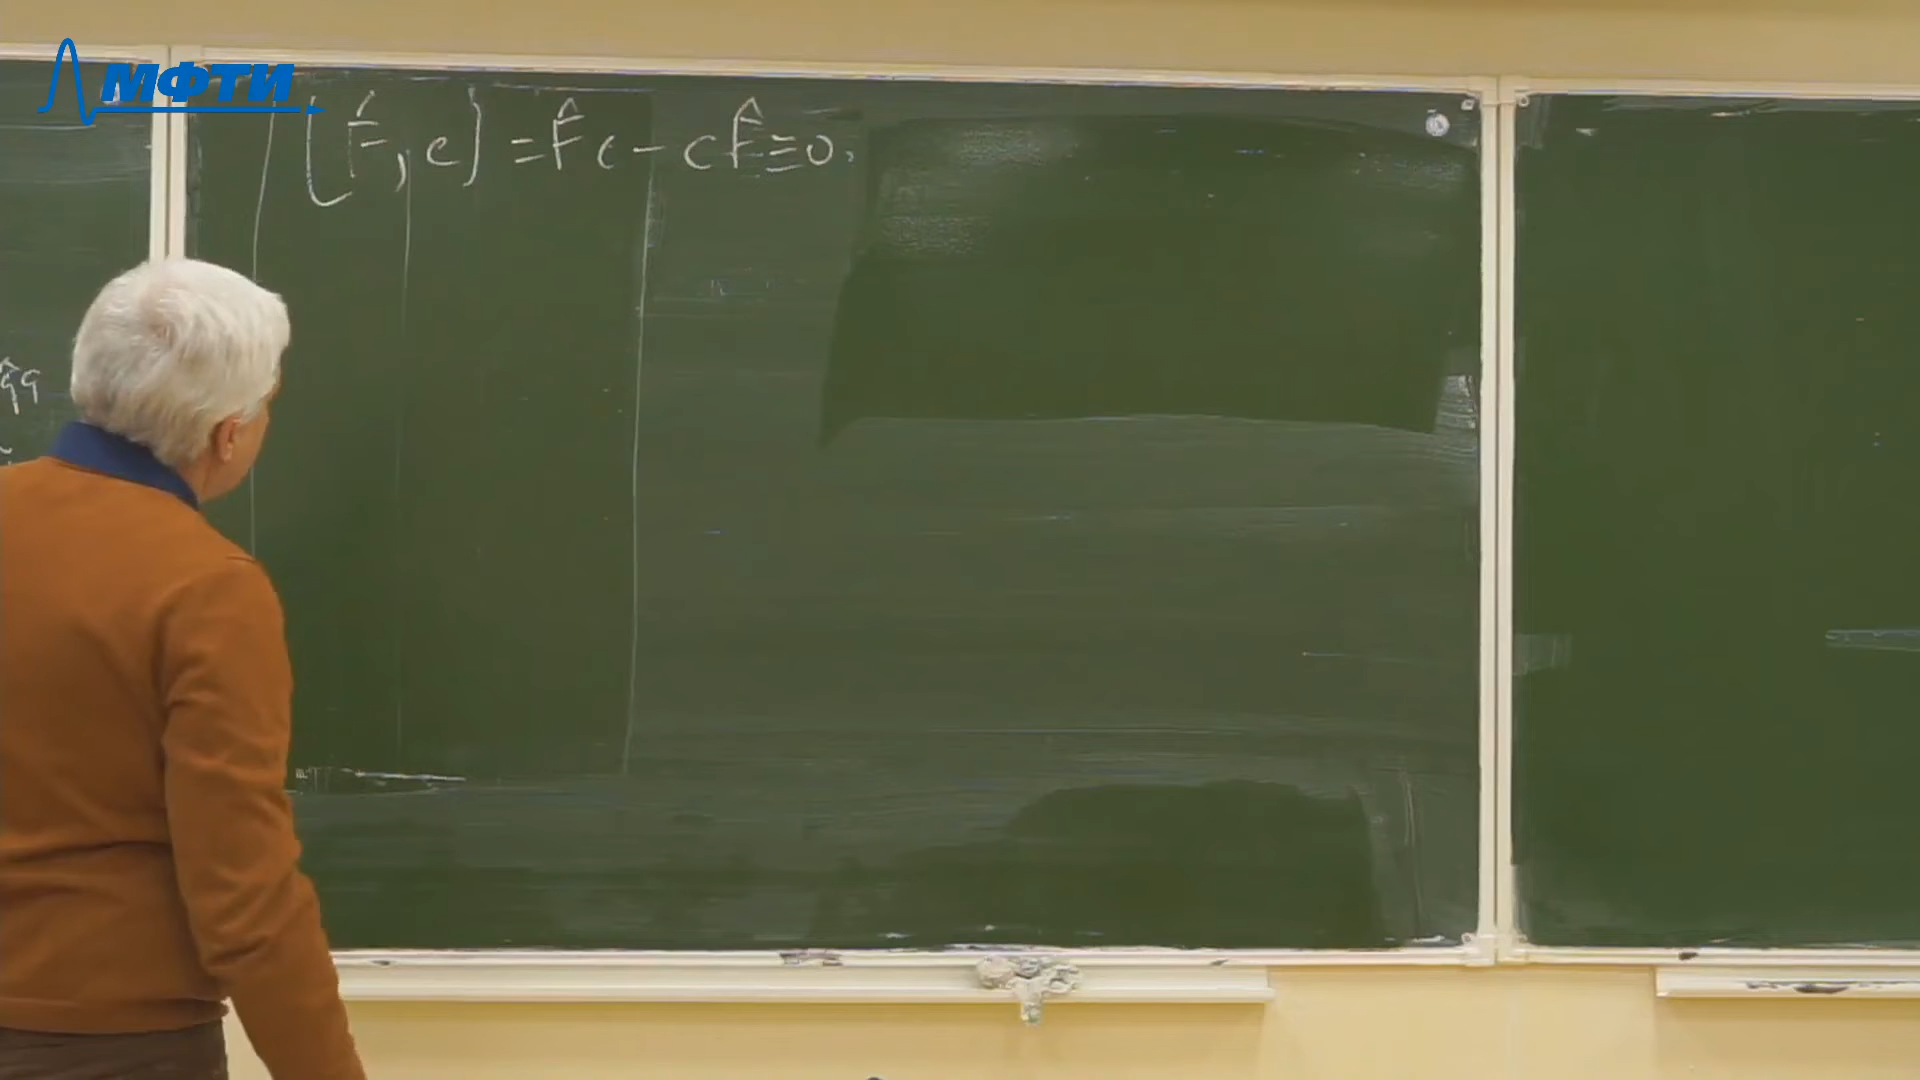 МФТИ
[F̂, c] = F̂c - cF̂ ≡ 0.
q̂q